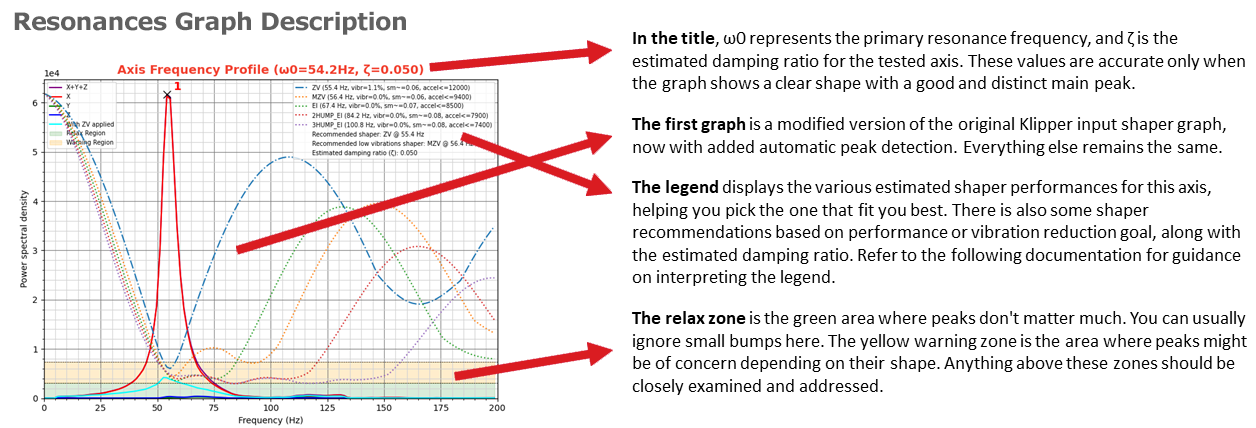 Resonances Graph Description
Axis Frequency Profile (ω0=54.2Hz, ζ=0.050)
1e4
1
X+Y+Z
X
Y
With ZV applied
Relax Region
Warning Region
ZV (55.4 Hz, vibr=1.1%, sm~=0.06, accel<=12000)
MZV (56.4 Hz, vibr=0.0%, sm~=0.06, accel<=9400)
EI (67.4 Hz, vibr=0.0%, sm~=0.07, accel<=8500)
2HUMP_EI (84.2 Hz, vibr=0.0%, sm~=0.08, accel<=7900)
3HUMP_EI (100.8 Hz, vibr=0.0%, sm~=0.08, accel<=7400)
Recommended shaper: ZV @ 55.4 Hz
Recommended low vibrations shaper: MZV @ 56.4
Estimated damping ratio (ζ): 0.050
Power spectral density
6
5
4
3
2
1
0
0 25 50 75 100 125 150 175 200
Frequency (Hz)
In the title, ω0 represents the primary resonance frequency, and ζ is the
estimated damping ratio for the tested axis. These values are accurate only when
the graph shows a clear shape with a good and distinct main peak.
The first graph is a modified version of the original Klipper input shaper graph,
now with added automatic peak detection. Everything else remains the same.
The legend displays the various estimated shaper performances for this axis,
helping you pick the one that fit you best. There is also some shaper
recommendations based on performance or vibration reduction goal, along with
the estimated damping ratio. Refer to the following documentation for guidance
on interpreting the legend.
The relax zone is the green area where peaks don't matter much. You can usually
ignore small bumps here. The yellow warning zone is the area where peaks might
be of concern depending on their shape. Anything above these zones should be
closely examined and addressed.